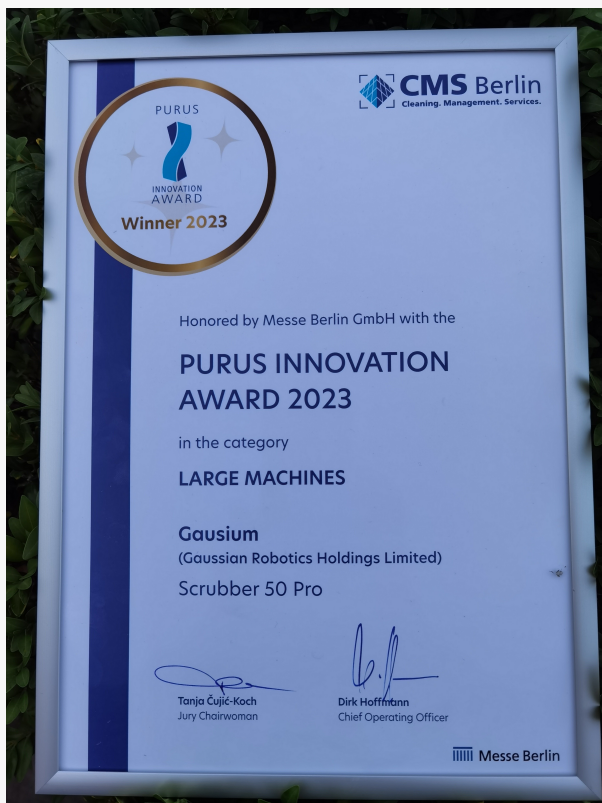 PURUS
INNOVATION
AWARD
Winner 2023
CMS Berlin
Cleaning. Management. Services.
Honored by Messe Berlin GmbH with the
PURUS INNOVATION
AWARD 2023
in the category
LARGE MACHINES
Gausium
(Gaussian Robotics Holdings Limited)
Scrubber 50 Pro
Tanja Čujić-Koch
Jury Chairwoman
Dirk Hoffmann
Chief Operating Officer
Messe Berlin